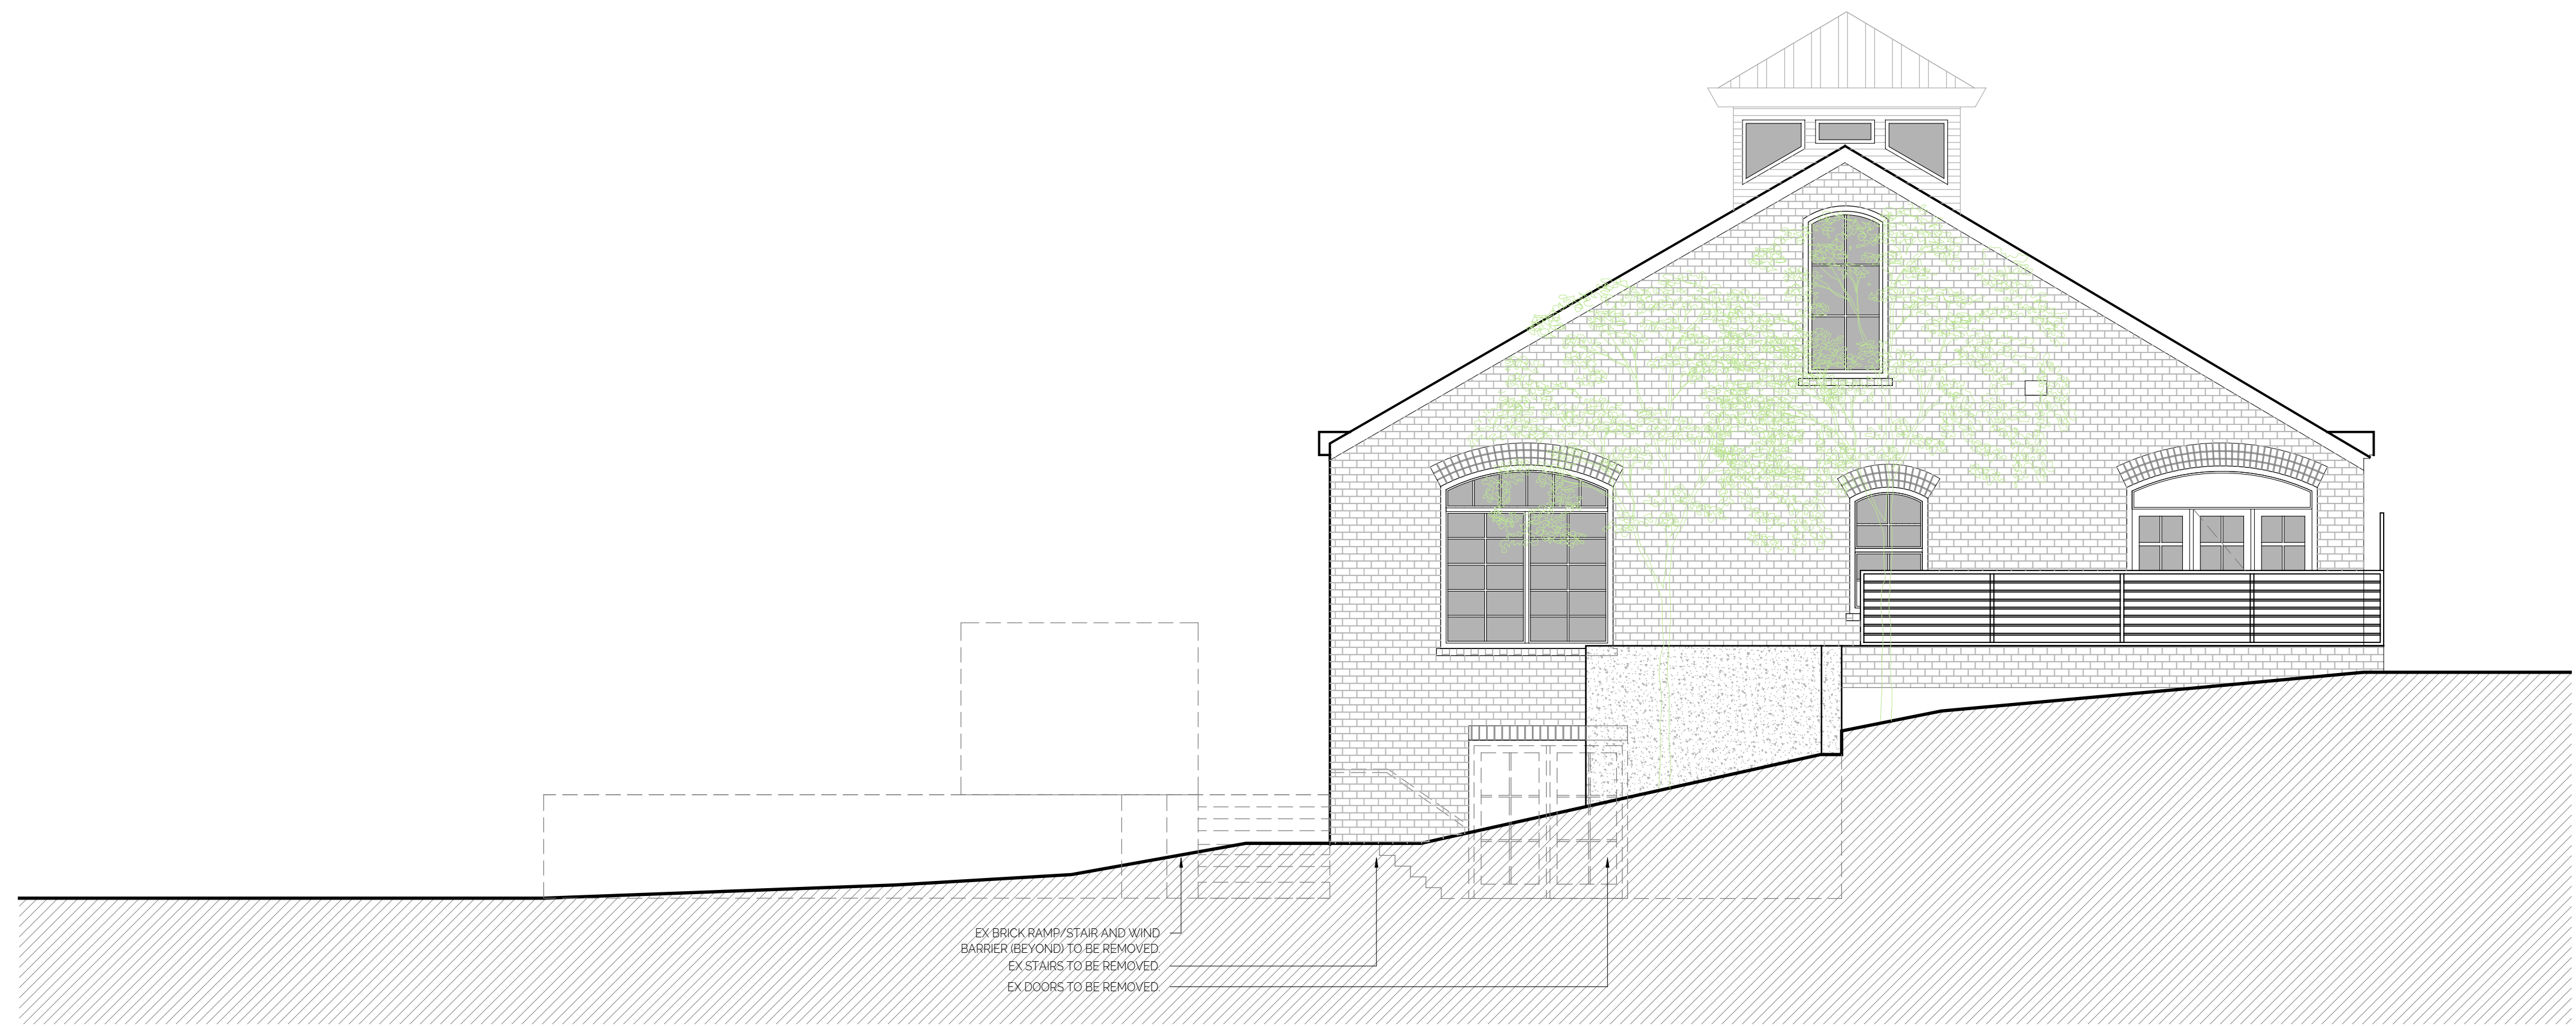 EX BRICK RAMP/STAIR AND WIND
BARRIER (BEYOND) TO BE REMOVED.
EX STAIRS TO BE REMOVED.
EX DOORS TO BE REMOVED.